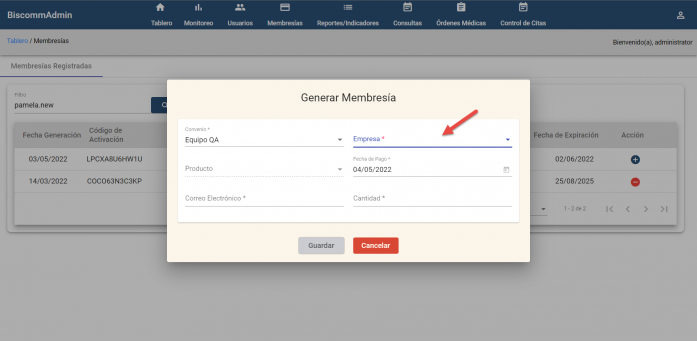 BiscommAdmin
Tablero Monitoreo Usuarios Membresías Reportes/Indicadores Consultas Órdenes Médicas Control de Citas
Tablero / Membresías
Bienvenido(a), administrator
Membresías Registradas
Filtro
pamela.new
Fecha Generación Código de Activación Fecha de Expiración Acción
03/05/2022 LPCXA8U6HW1U 02/06/2022
14/03/2022 COCO63N3C3KP 25/08/2025
1 - 2 de 2
Generar Membresía
Convenio *
Equipo QA
Empresa *
Producto
Fecha de Pago *
04/05/2022
Correo Electrónico *
Cantidad *
Guardar Cancelar